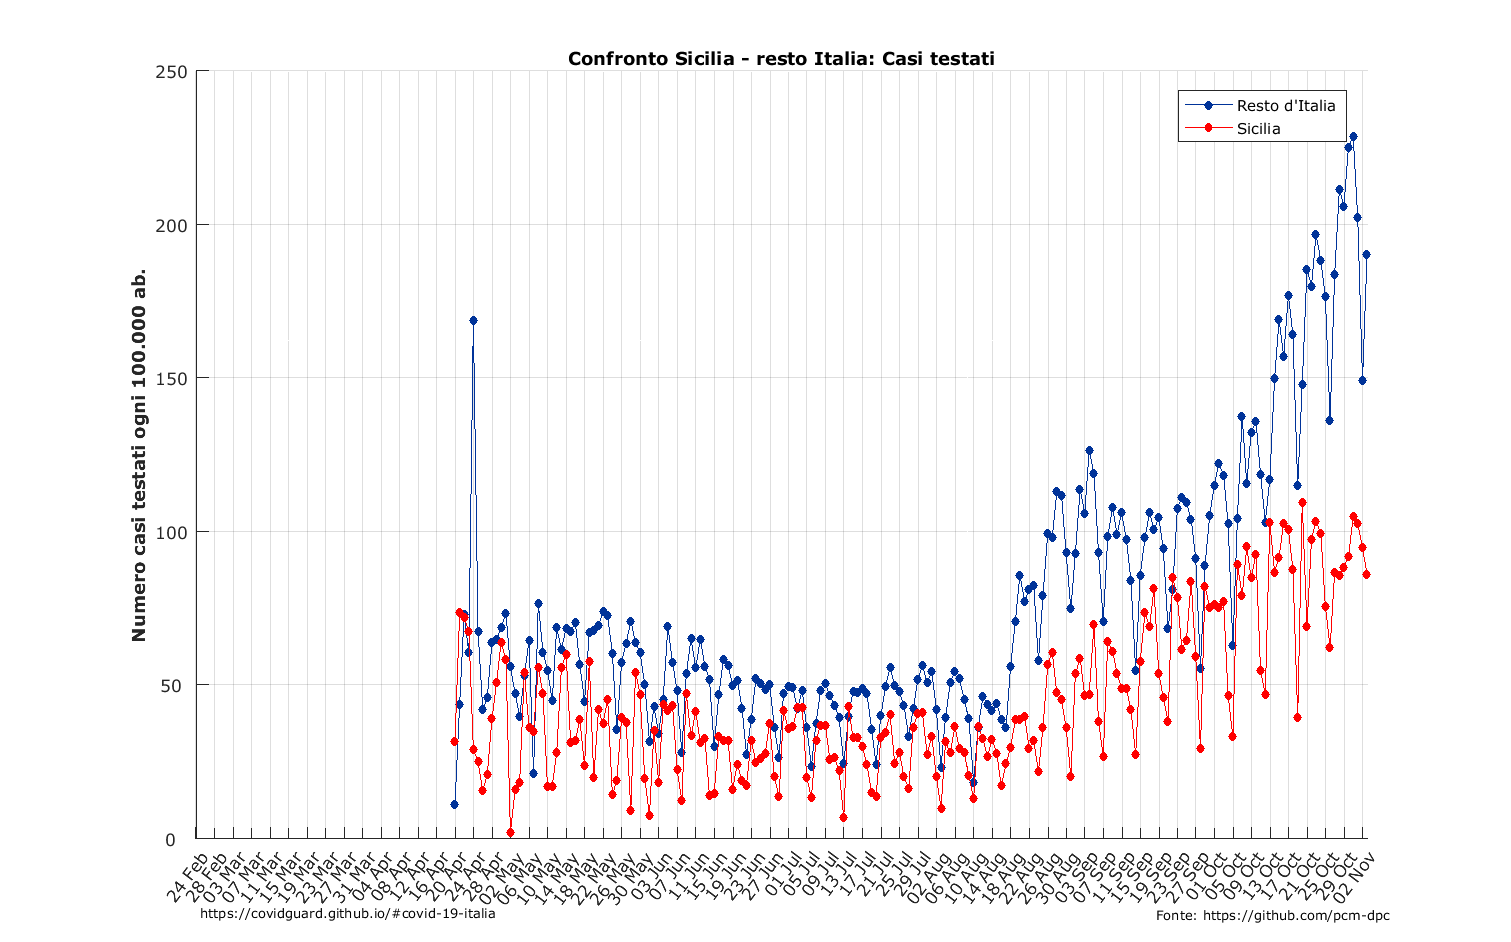 Confronto Sicilia - resto Italia: Casi testati
Resto d'Italia
Sicilia
Numero casi testati ogni 100.000 ab.
250
200
150
100
50
0
24 Feb
28 Feb
03 Mar
07 Mar
11 Mar
15 Mar
19 Mar
23 Mar
27 Mar
31 Mar
04 Apr
08 Apr
12 Apr
16 Apr
20 Apr
24 Apr
28 Apr
02 May
06 May
10 May
14 May
18 May
22 May
26 May
30 May
03 Jun
07 Jun
11 Jun
15 Jun
19 Jun
23 Jun
27 Jun
01 Jul
05 Jul
09 Jul
13 Jul
17 Jul
21 Jul
25 Jul
29 Jul
02 Aug
06 Aug
10 Aug
14 Aug
18 Aug
22 Aug
26 Aug
30 Aug
03 Sep
07 Sep
11 Sep
15 Sep
19 Sep
23 Sep
27 Sep
01 Oct
05 Oct
09 Oct
13 Oct
17 Oct
21 Oct
25 Oct
29 Oct
02 Nov
https://covidguard.github.io/#covid-19-italia
Fonte: https://github.com/pcm-dpc